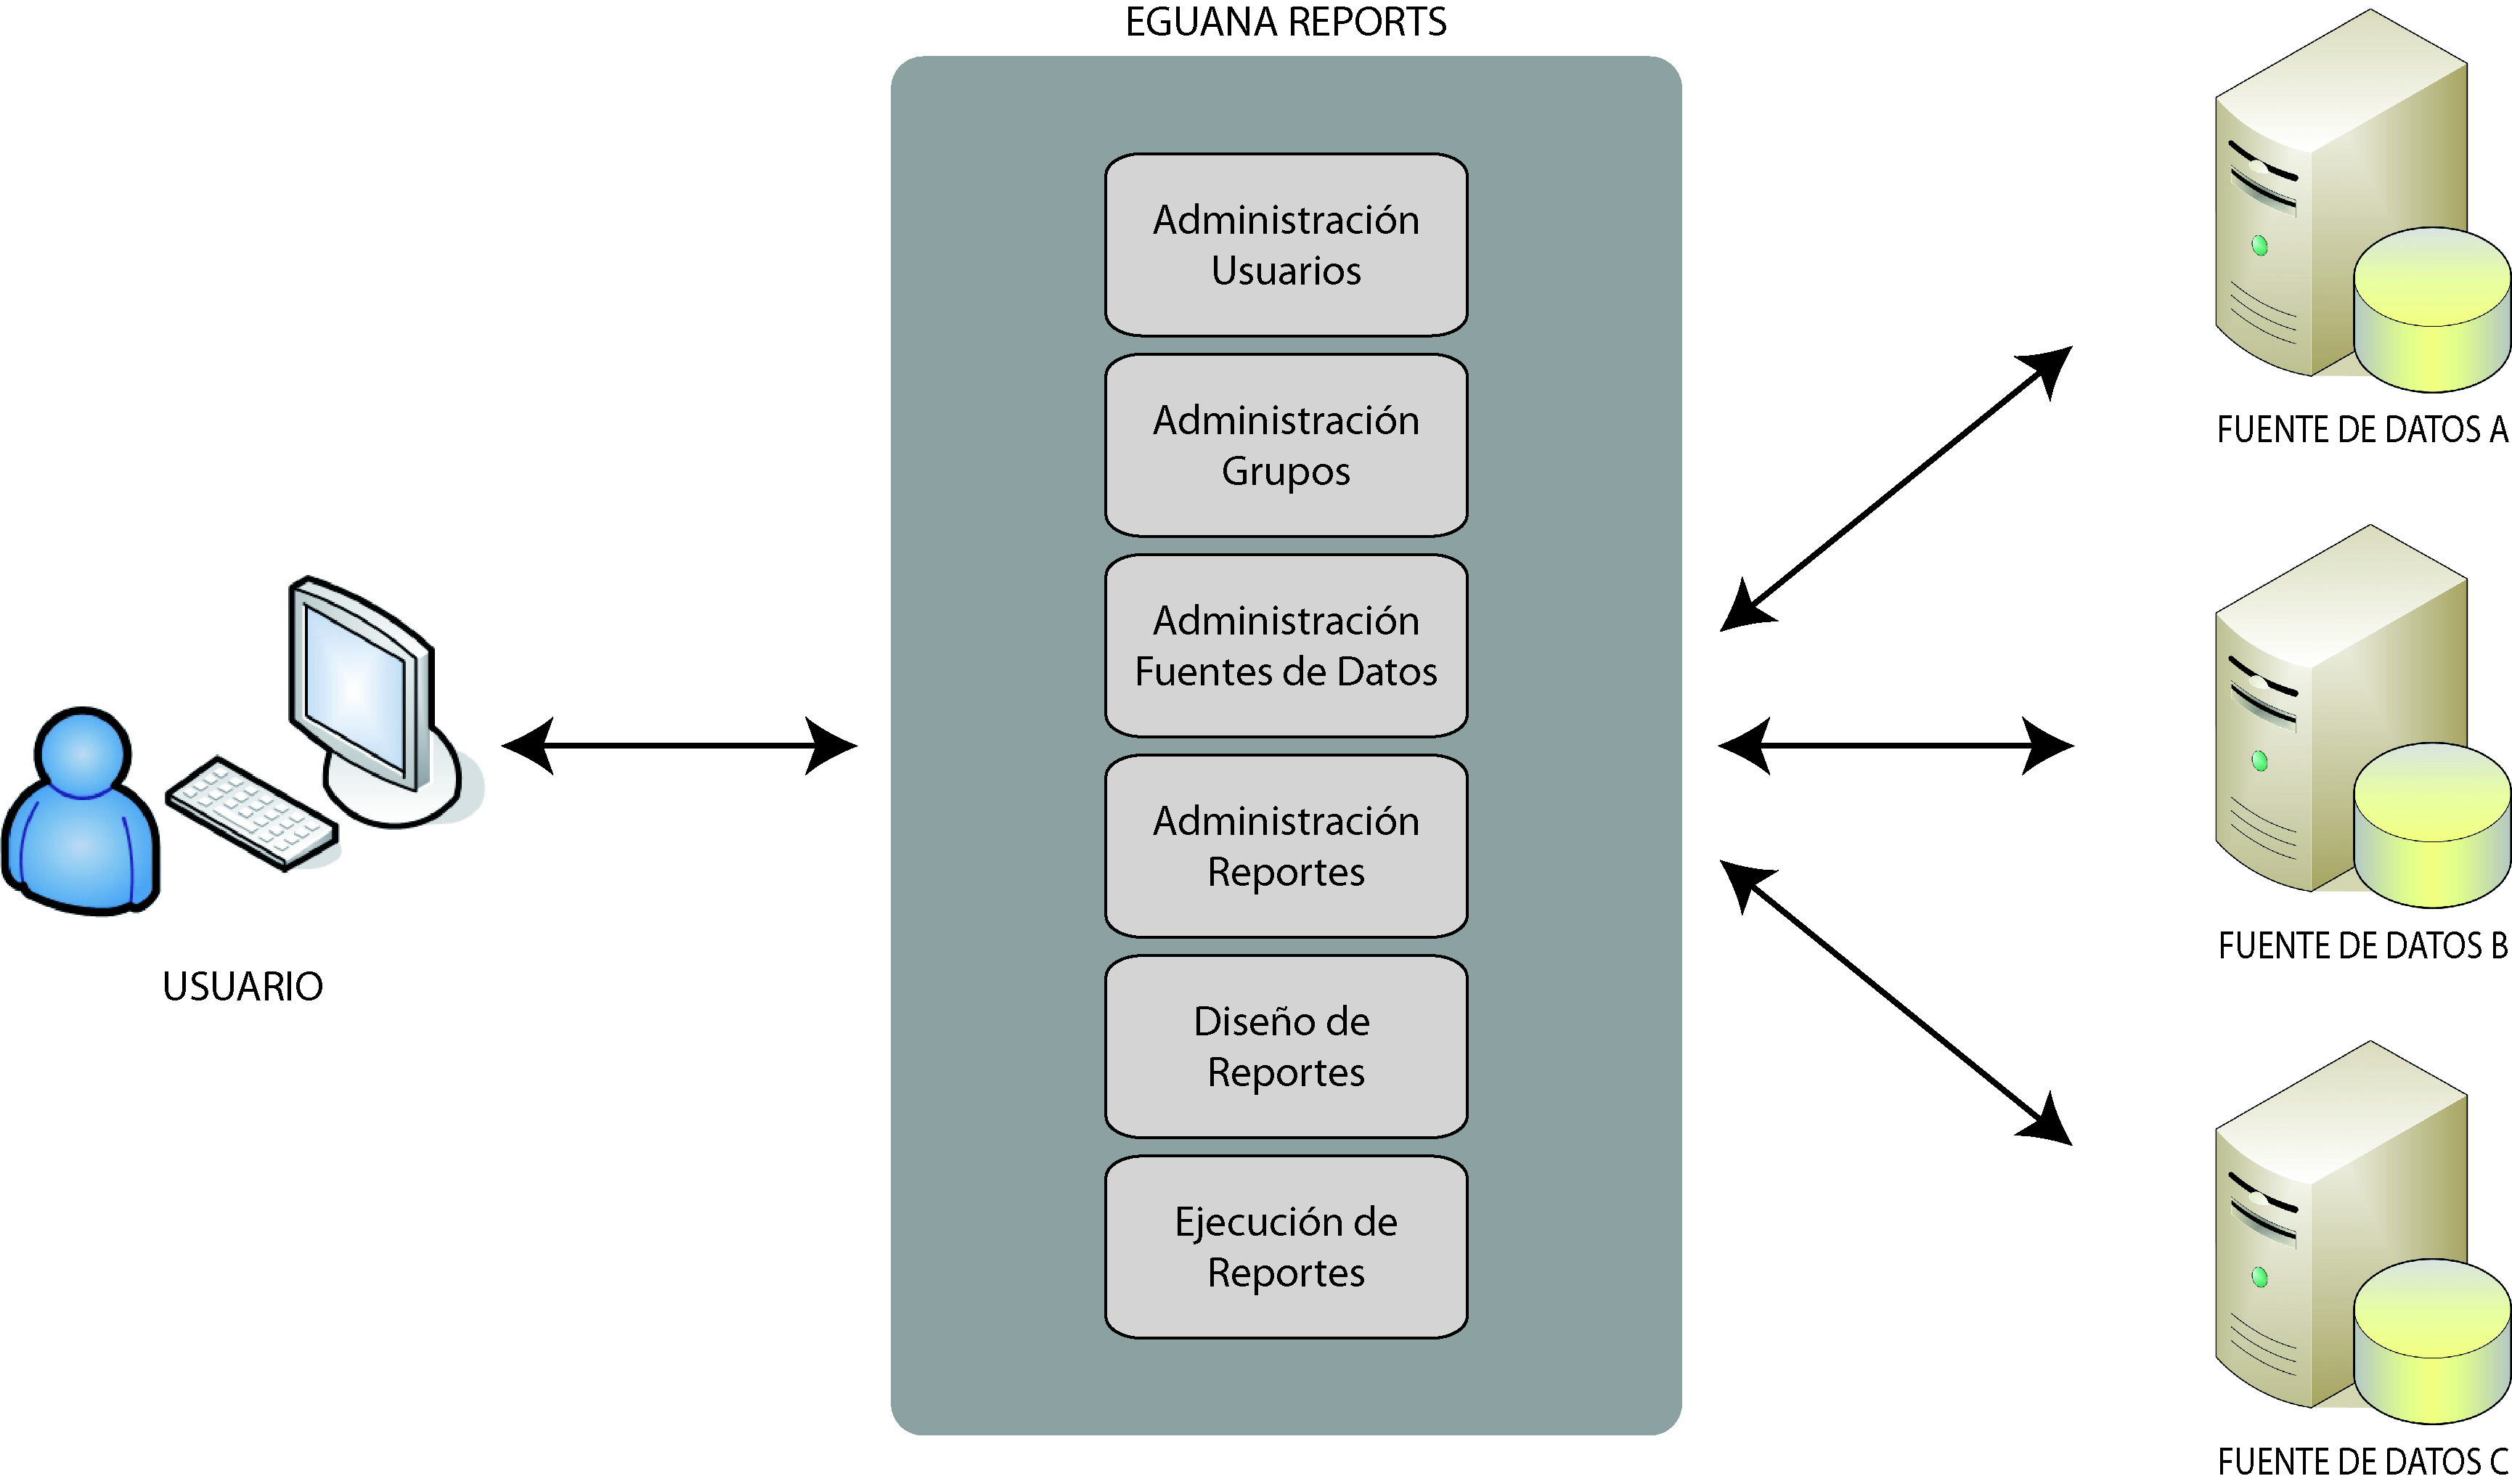 EGUANA REPORTS
Administración
Usuarios
Administración
Grupos
Administración
Fuentes de Datos
Administración
Reportes
Diseño de
Reportes
Ejecución de
Reportes
USUARIO
FUENTE DE DATOS A
FUENTE DE DATOS B
FUENTE DE DATOS C